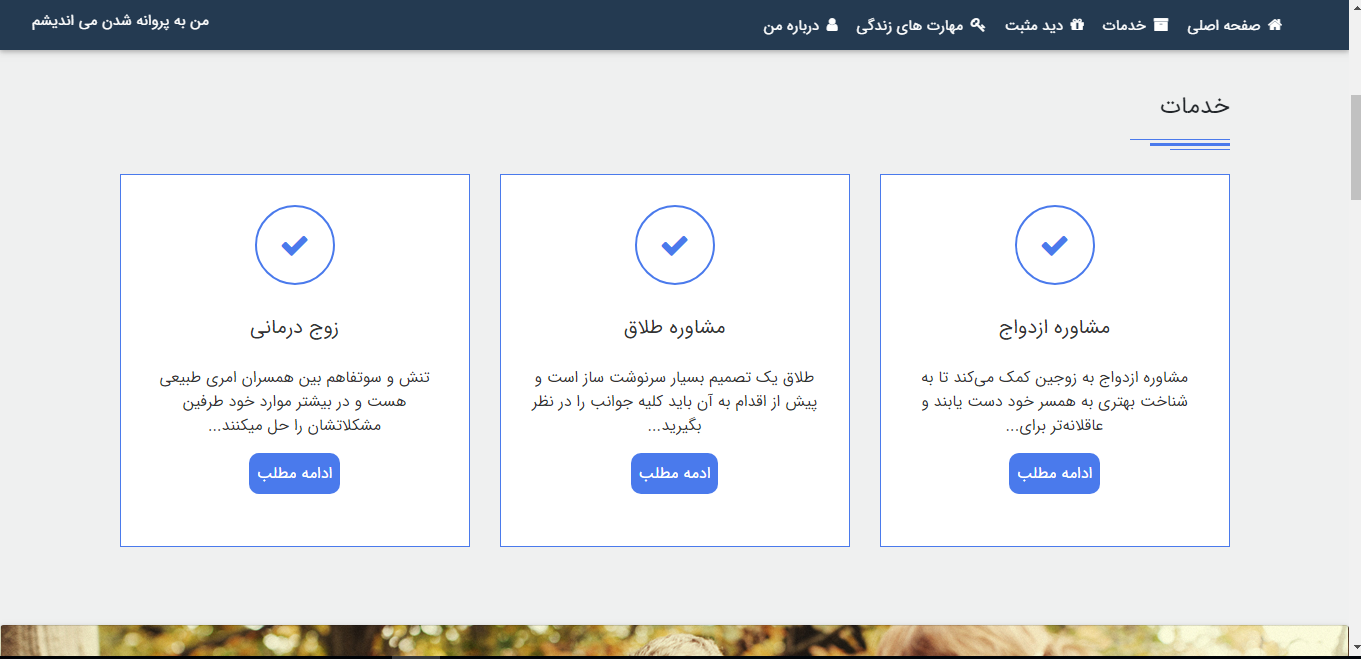 صفحه اصلی
خدمات
دید مثبت
مهارت های زندگی
درباره من
من به پروانه شدن می اندیشم
خدمات
مشاوره ازدواج
مشاوره ازدواج به زوجین کمک می‌کند تا به
شناخت بهتری به همسر خود دست یابند و
عاقلانه‌تر برای...
ادامه مطلب
مشاوره طلاق
طلاق یک تصمیم بسیار سرنوشت ساز است و
پیش از اقدام به آن باید کلیه جوانب را در نظر
بگیرید...
ادمه مطلب
زوج درمانی
تنش و سوتفاهم بین همسران امری طبیعی
هست و در بیشتر موارد خود طرفین
مشکلاتشان را حل میکنند...
ادامه مطلب